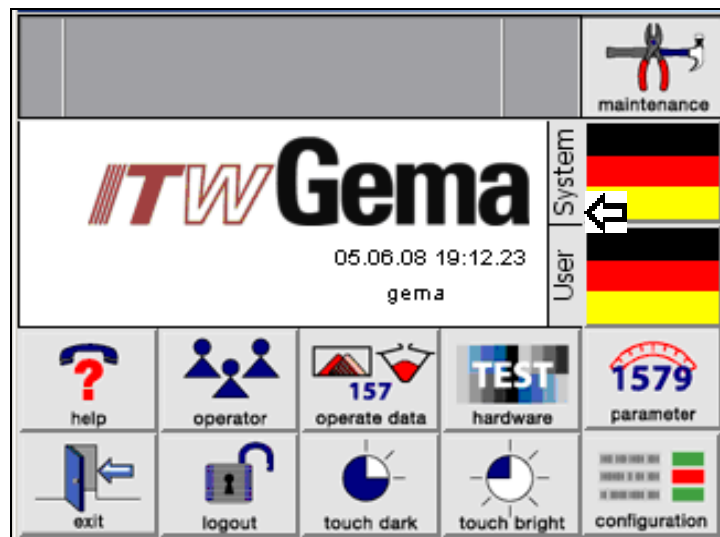 maintenance
ITW Gema
System
05.06.08 19:12.23
gema
User
?
157
TEST
1579
help
operator
operate data
hardware
parameter
exit
logout
touch dark
touch bright
configuration